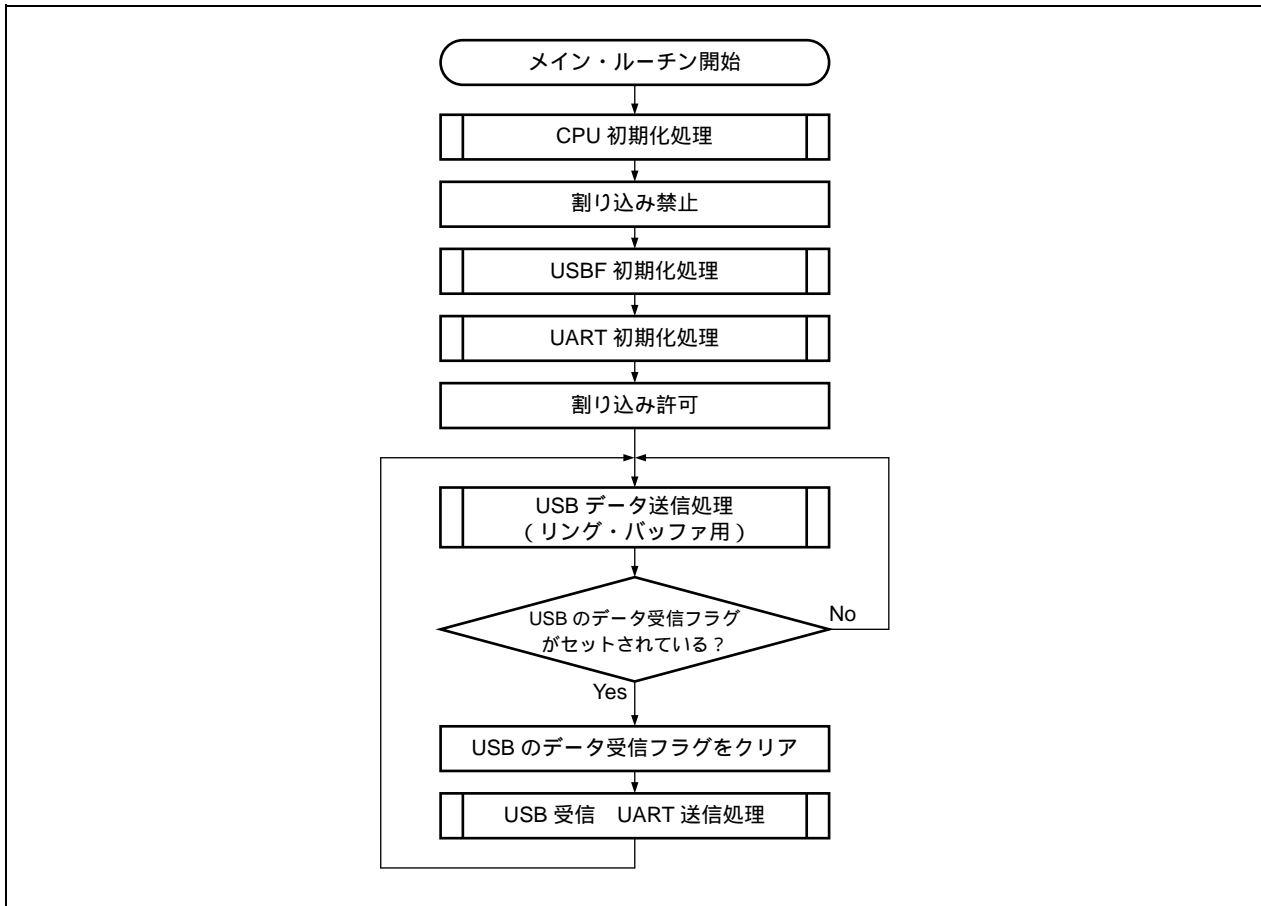 メイン・ルーチン開始
CPU 初期化処理
割り込み禁止
USBF 初期化処理
UART 初期化処理
割り込み許可
USB データ送信処理
(リング・バッファ用)
USB のデータ受信フラグ
がセットされている？
No
Yes
USB のデータ受信フラグをクリア
USB 受信　UART 送信処理